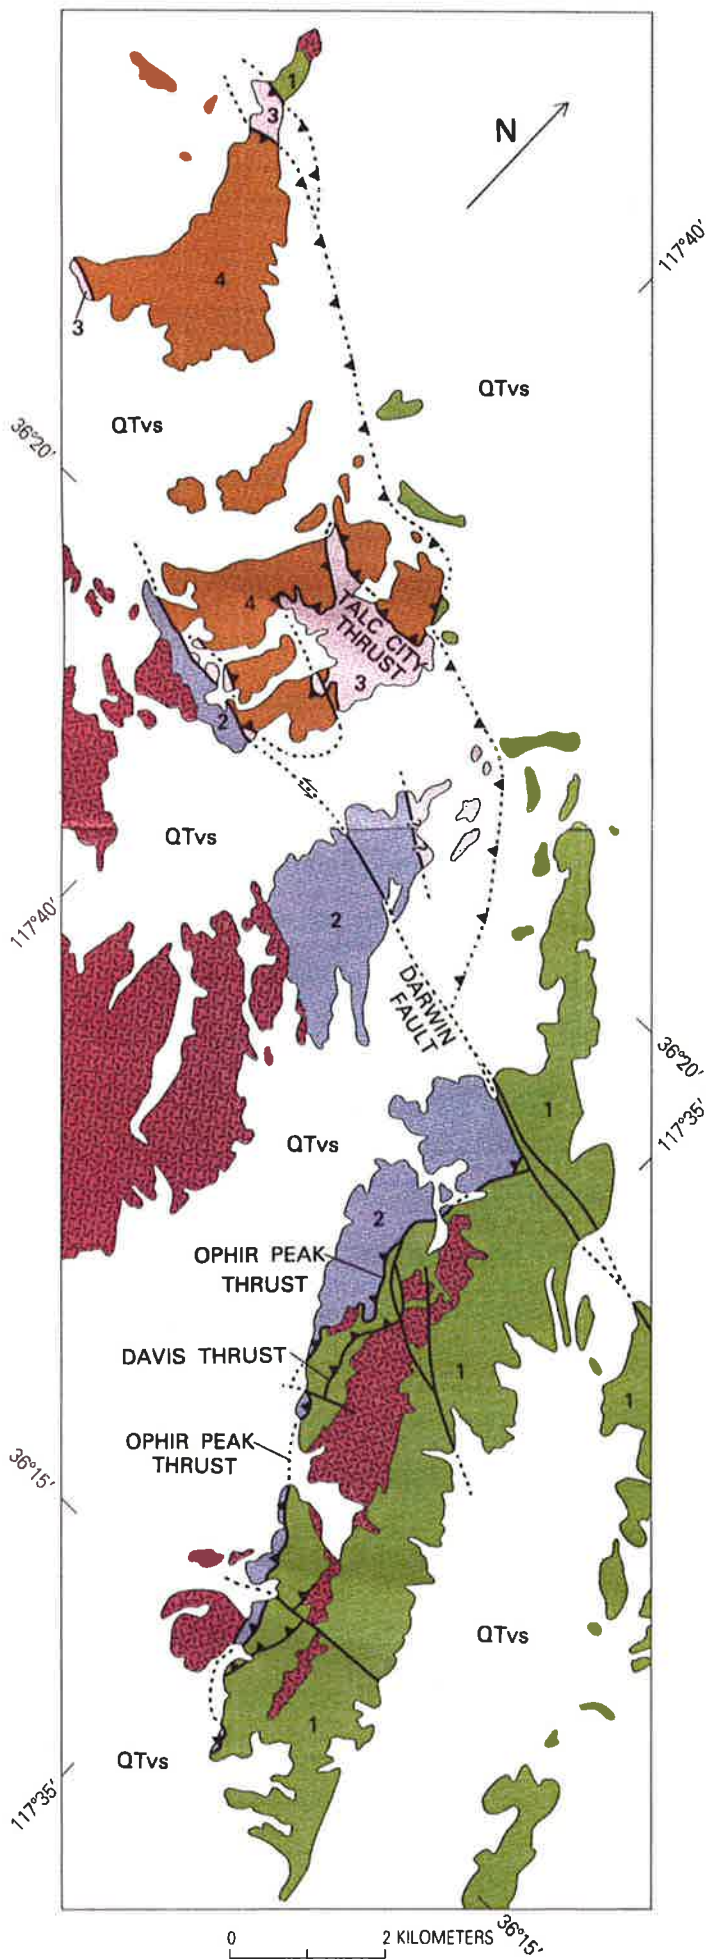 1
3
N
117°40′
4
3
QTvs
QTvs
36°20′
4
TALC CITY
THRUST
3
2
QTvs
117°40′
2
DARWIN
FAULT
36°20′
1
117°35′
QTvs
2
OPHIR PEAK
THRUST
DAVIS THRUST
1
1
OPHIR PEAK
THRUST
36°15′
QTvs
1
QTvs
117°35′
36°15′
0 2 KILOMETERS